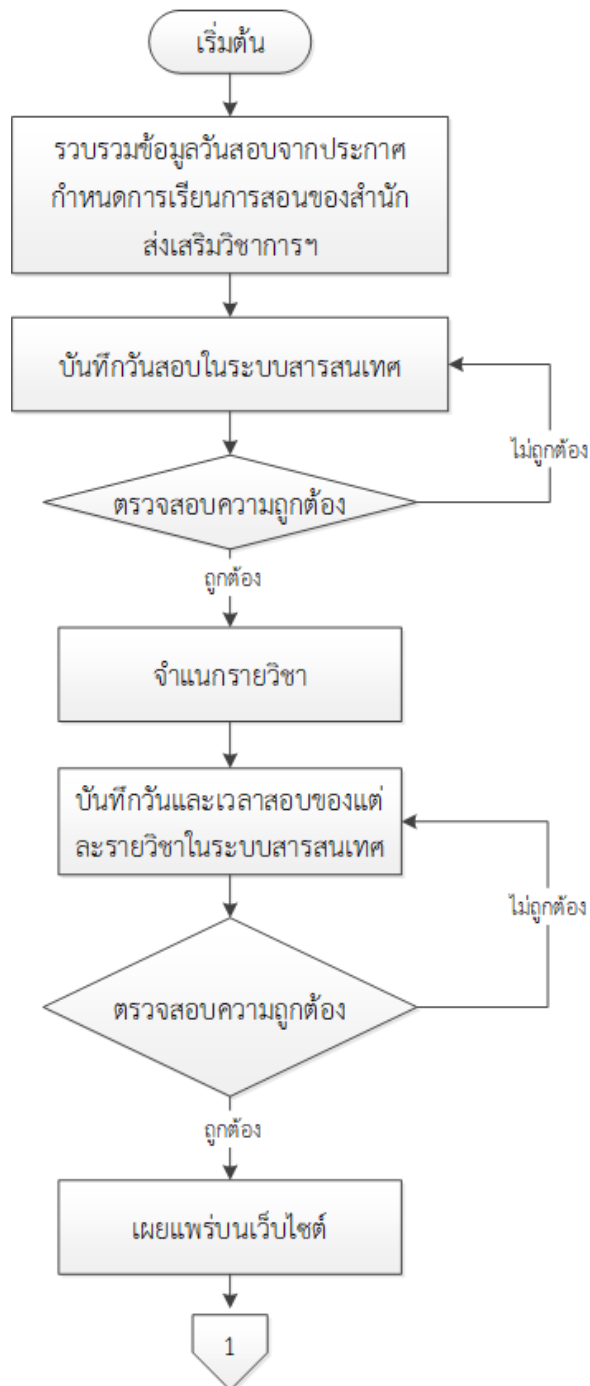 เริ่มต้น
รวบรวมข้อมูลวันสอบจากประกาศ
กำหนดการเรียนการสอนของสำนัก
ส่งเสริมวิชาการฯ
บันทึกวันสอบในระบบสารสนเทศ
ไม่ถูกต้อง
ตรวจสอบความถูกต้อง
ถูกต้อง
จำแนกรายวิชา
บันทึกวันและเวลาสอบของแต่
ละรายวิชาในระบบสารสนเทศ
ไม่ถูกต้อง
ตรวจสอบความถูกต้อง
ถูกต้อง
เผยแพร่บนเว็บไซต์
1